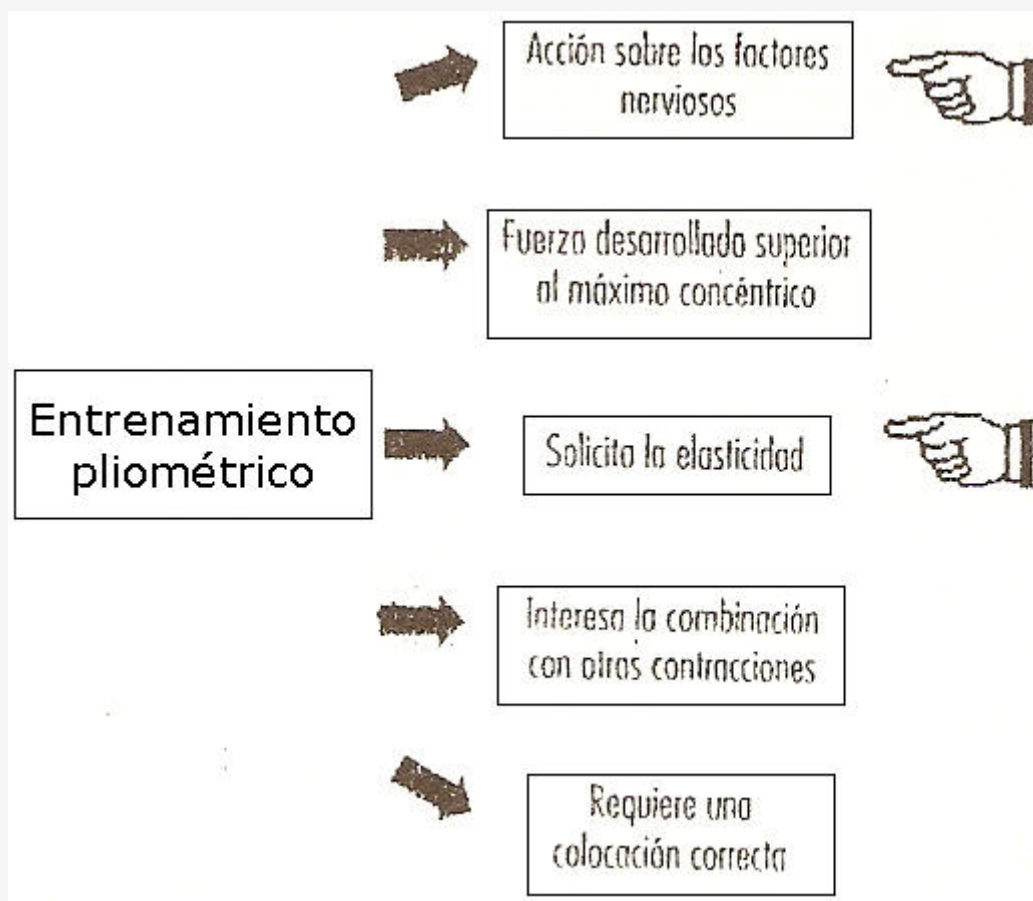 Acción sobre los factores
nerviosos
Fuerza desarrollada superior
al máximo concéntrico
Entrenamiento
pliométrico
Solicita la elasticidad
Interesa la combinación
con otras contracciones
Requiere una
colocación correcta